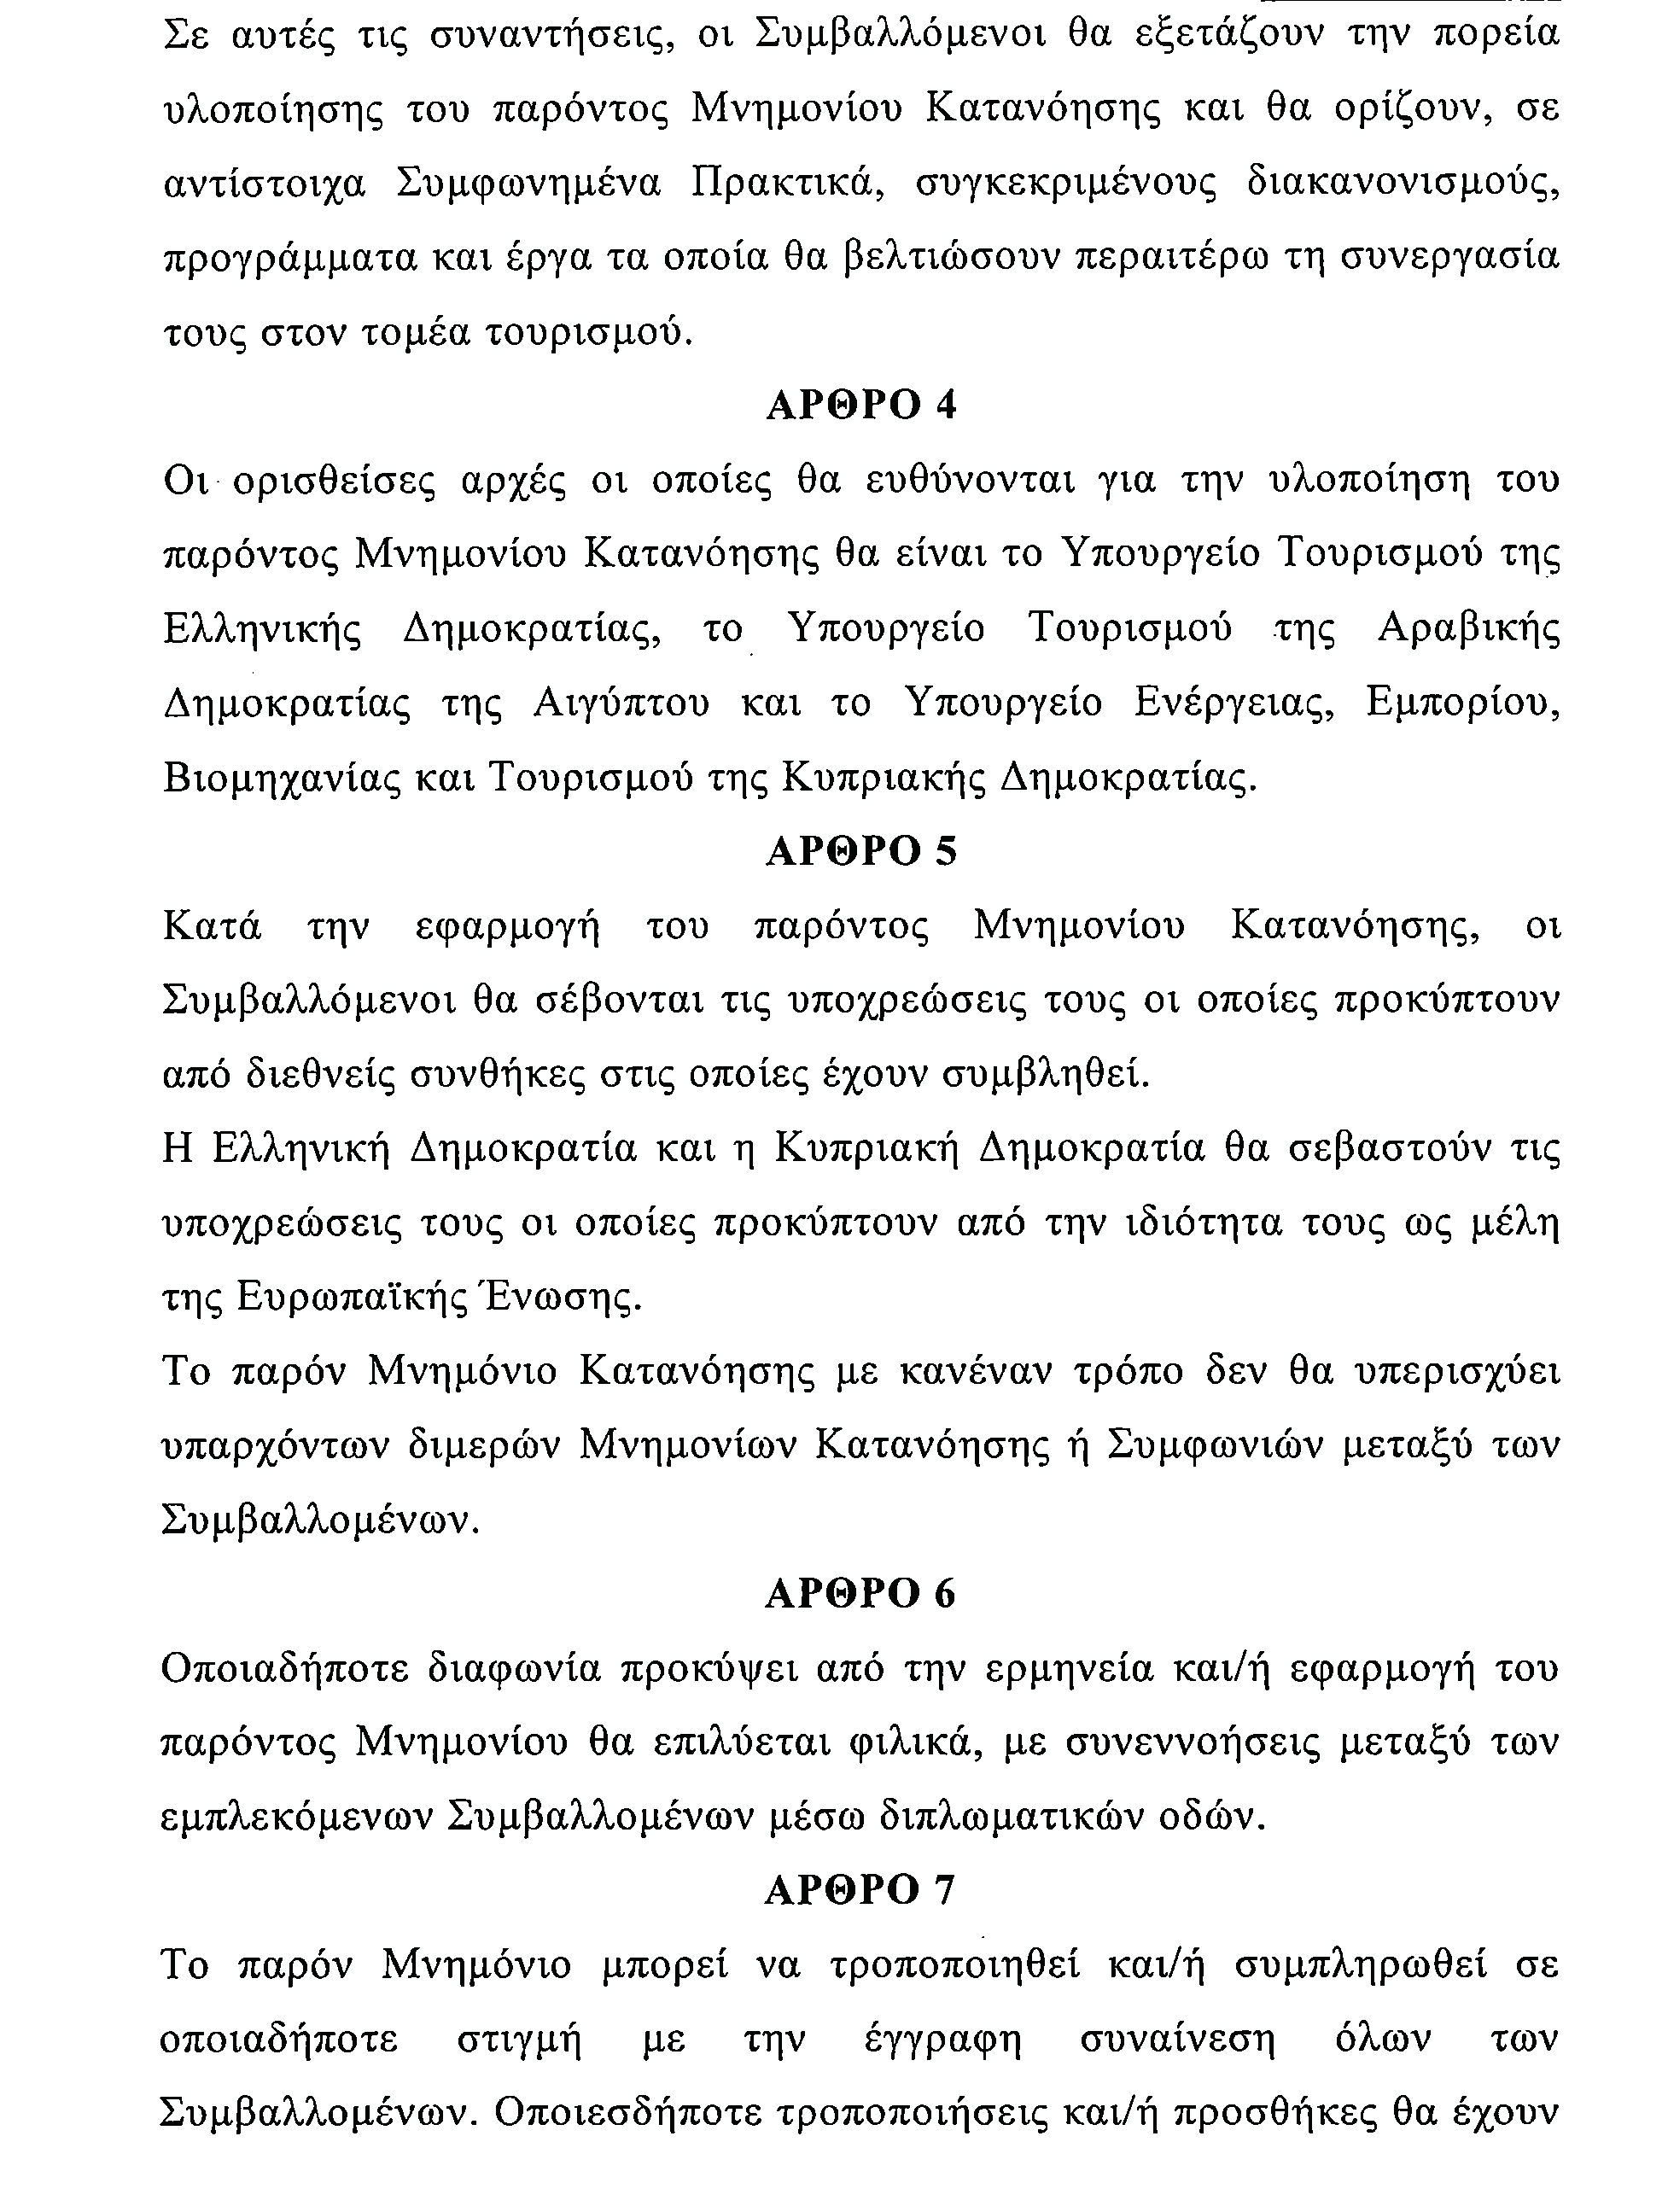 Σε αυτές τις συναντήσεις, οι Συμβαλλόμενοι θα εξετάζουν την πορεία
υλοποίησης του παρόντος Μνημονίου Κατανόησης και θα ορίζουν, σε
αντίστοιχα Συμφωνημένα Πρακτικά, συγκεκριμένους διακανονισμούς,
προγράμματα και έργα τα οποία θα βελτιώσουν περαιτέρω τη συνεργασία
τους στον τομέα τουρισμού.
ΑΡΘΡΟ 4
Οι ορισθείσες αρχές οι οποίες θα ευθύνονται για την υλοποίηση του
παρόντος Μνημονίου Κατανόησης θα είναι το Υπουργείο Τουρισμού της
Ελληνικής Δημοκρατίας, το Υπουργείο Τουρισμού της Αραβικής
Δημοκρατίας της Αιγύπτου και το Υπουργείο Ενέργειας, Εμπορίου,
Βιομηχανίας και Τουρισμού της Κυπριακής Δημοκρατίας.
ΑΡΘΡΟ 5
Κατά την εφαρμογή του παρόντος Μνημονίου Κατανόησης, οι
Συμβαλλόμενοι θα σέβονται τις υποχρεώσεις τους οι οποίες προκύπτουν
από διεθνείς συνθήκες στις οποίες έχουν συμβληθεί.
Η Ελληνική Δημοκρατία και η Κυπριακή Δημοκρατία θα σεβαστούν τις
υποχρεώσεις τους οι οποίες προκύπτουν από την ιδιότητα τους ως μέλη
της Ευρωπαϊκής Ένωσης.
Το παρόν Μνημόνιο Κατανόησης με κανέναν τρόπο δεν θα υπερισχύει
υπαρχόντων διμερών Μνημονίων Κατανόησης ή Συμφωνιών μεταξύ των
Συμβαλλομένων.
ΑΡΘΡΟ 6
Οποιαδήποτε διαφωνία προκύψει από την ερμηνεία και/ή εφαρμογή του
παρόντος Μνημονίου θα επιλύεται φιλικά, με συνεννοήσεις μεταξύ των
εμπλεκόμενων Συμβαλλομένων μέσω διπλωματικών οδών.
ΑΡΘΡΟ 7
Το παρόν Μνημόνιο μπορεί να τροποποιηθεί και/ή συμπληρωθεί σε
οποιαδήποτε στιγμή με την έγγραφη συναίνεση όλων των
Συμβαλλομένων. Οποιεσδήποτε τροποποιήσεις και/ή προσθήκες θα έχουν